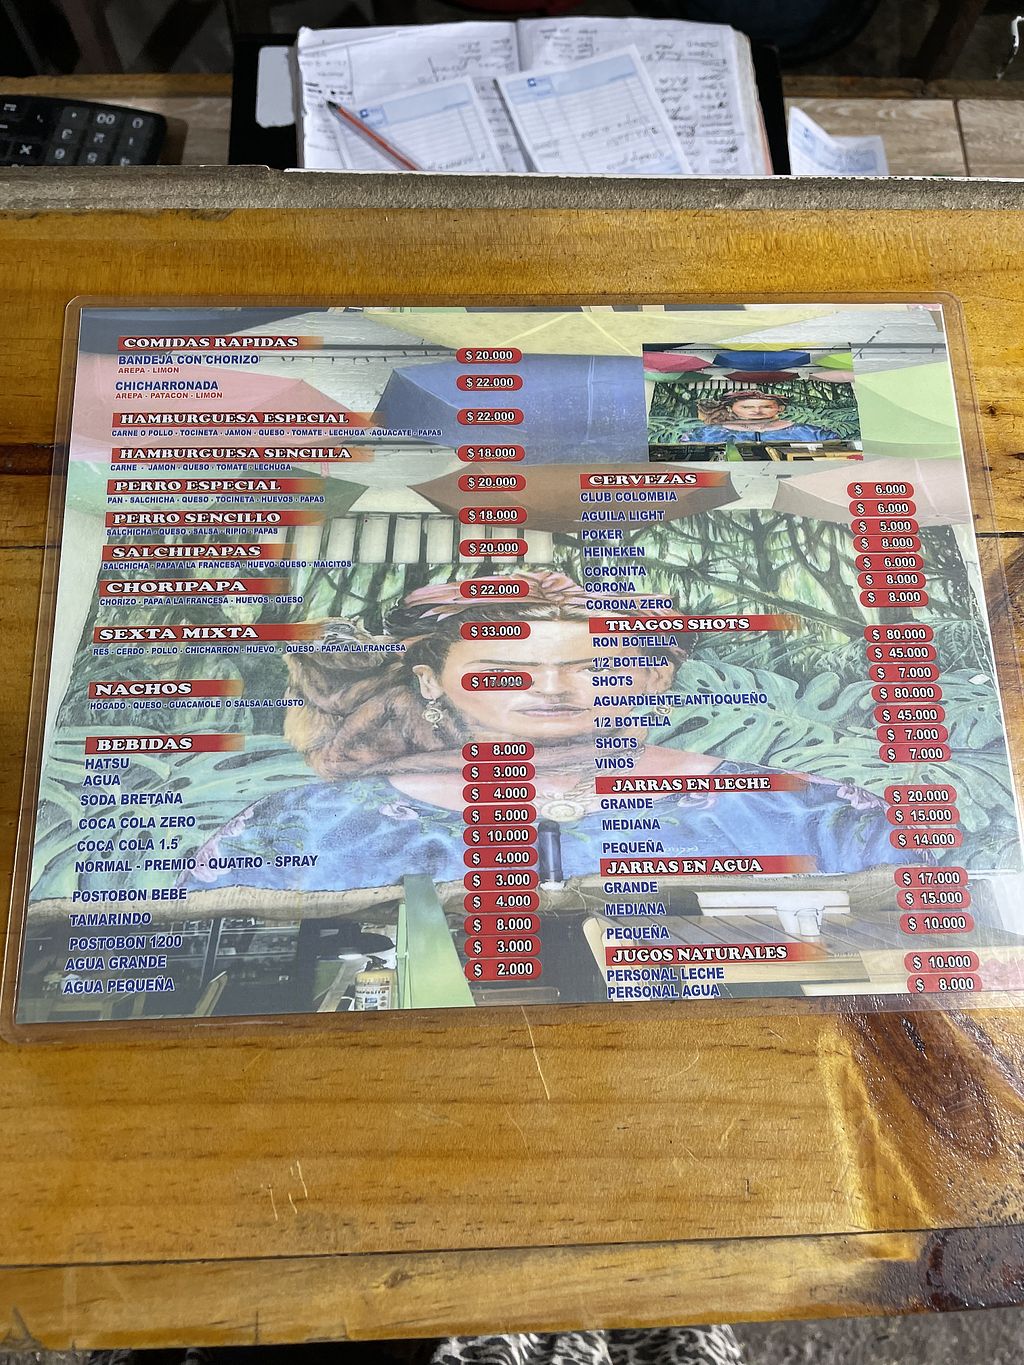 COMIDAS RAPIDAS
BANDEJA CON CHORIZO $ 20.000
AREPA - LIMON
CHICHARRONADA $ 22.000
AREPA - PATACON - LIMON
HAMBURGUESA ESPECIAL $ 22.000
CARNE O POLLO - TOCINETA - JAMON - QUESO - TOMATE - LECHUGA -AGUACATE - PAPAS
HAMBURGUESA SENCILLA $ 18.000
CARNE - JAMON - QUESO - TOMATE - LECHUGA
PERRO ESPECIAL $ 20.000
PAN - SALCHICHA - QUESO - TOCINETA - HUEVOS - PAPAS
PERRO SENCILLO $ 18.000
SALCHICHA - QUESO - SALSA - RIPIO - PAPAS
SALCHIPAPAS $ 20.000
SALCHICHA - PAPA A LA FRANCESA - HUEVO- QUESO - MAICITOS
CHORIPAPA $ 22.000
CHORIZO - PAPA A LA FRANCESA - HUEVOS - QUESO
SEXTA MIXTA $ 33.000
RES - CERDO - POLLO - CHICHARRON - HUEVO - QUESO - PAPA A LA FRANCESA
NACHOS $ 17.000
HOGADO - QUESO - GUACAMOLE O SALSA AL GUSTO
BEBIDAS
HATSU $ 8.000
AGUA $ 3.000
SODA BRETAÑA $ 4.000
COCA COLA ZERO $ 5.000
COCA COLA 1.5 $ 10.000
NORMAL - PREMIO - QUATRO - SPRAY $ 4.000
POSTOBON BEBE $ 3.000
TAMARINDO $ 4.000
POSTOBON 1200 $ 8.000
AGUA GRANDE $ 3.000
AGUA PEQUEÑA $ 2.000
CERVEZAS
CLUB COLOMBIA $ 6.000
AGUILA LIGHT $ 6.000
POKER $ 5.000
HEINEKEN $ 8.000
CORONITA $ 6.000
CORONA $ 8.000
CORONA ZERO $ 8.000
TRAGOS SHOTS
RON BOTELLA $ 80.000
1/2 BOTELLA $ 45.000
SHOTS $ 7.000
AGUARDIENTE ANTIOQUEÑO $ 80.000
1/2 BOTELLA $ 45.000
SHOTS $ 7.000
VINOS $ 7.000
JARRAS EN LECHE
GRANDE $ 20.000
MEDIANA $ 15.000
PEQUEÑA $ 14.000
JARRAS EN AGUA
GRANDE $ 17.000
MEDIANA $ 15.000
PEQUEÑA $ 10.000
JUGOS NATURALES
PERSONAL LECHE $ 10.000
PERSONAL AGUA $ 8.000